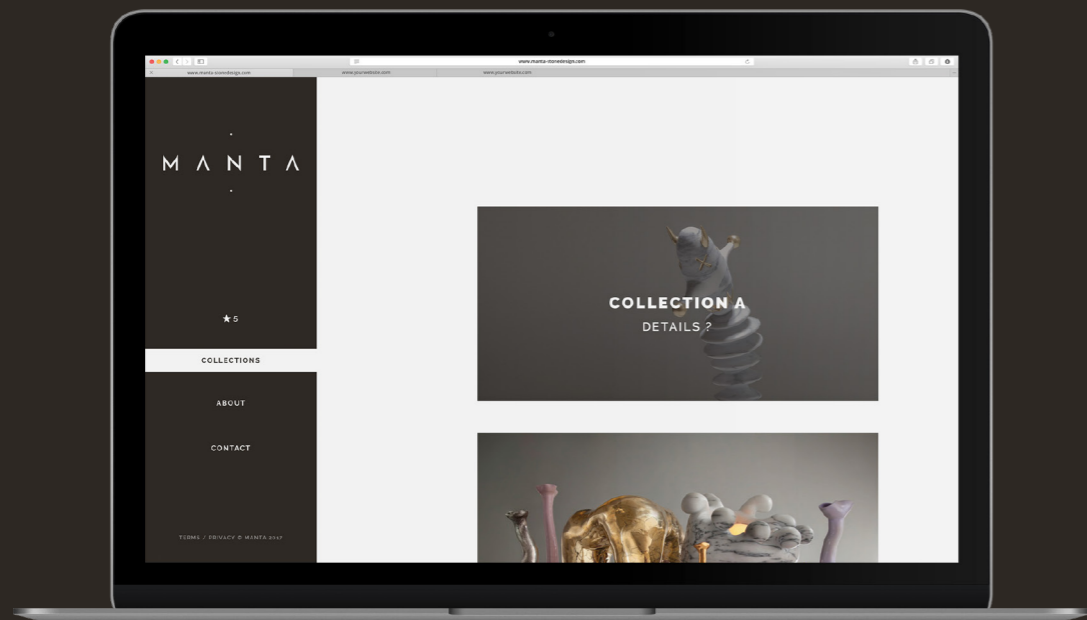 www.manta-stonedesign.com
www.manta-stonedesign.com
www.yourwebsite.com
www.yourwebsite.com
MANTA
★5
COLLECTIONS
ABOUT
CONTACT
TERMS / PRIVACY © MANTA 2017
COLLECTION A
DETAILS ?